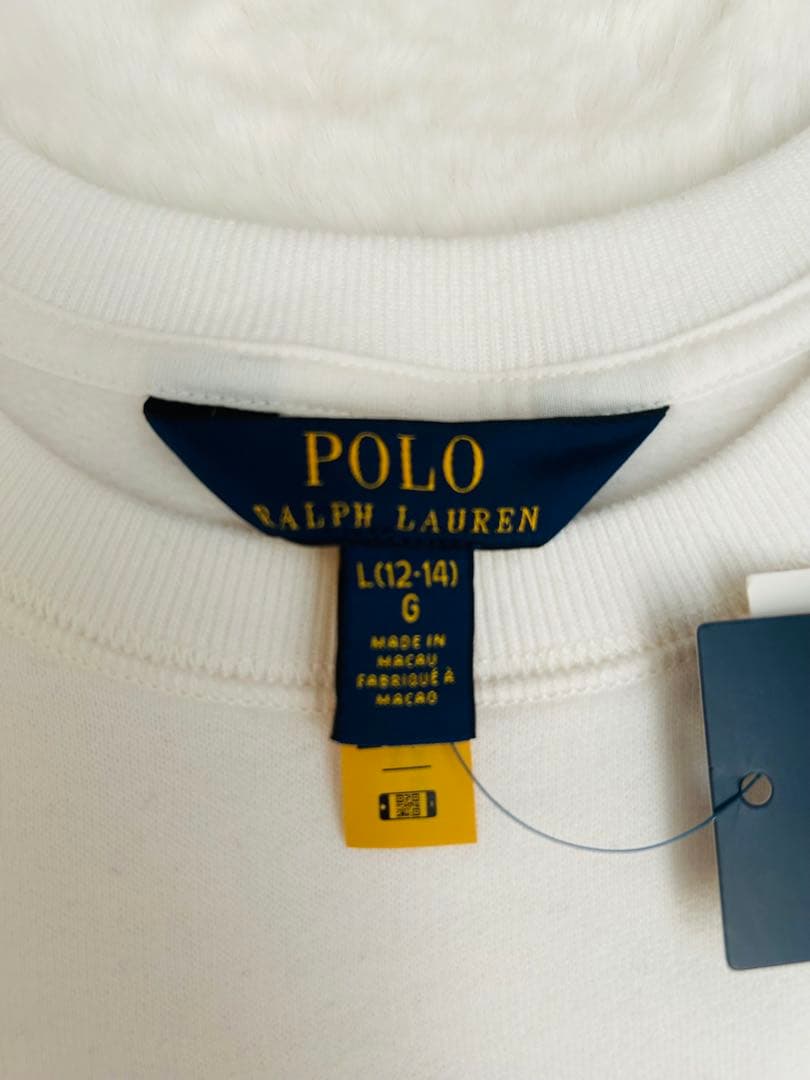 POLO
RALPH LAUREN
L(12-14)
G
MADE IN
MACAU
FABRIQUÉ À
MACAO